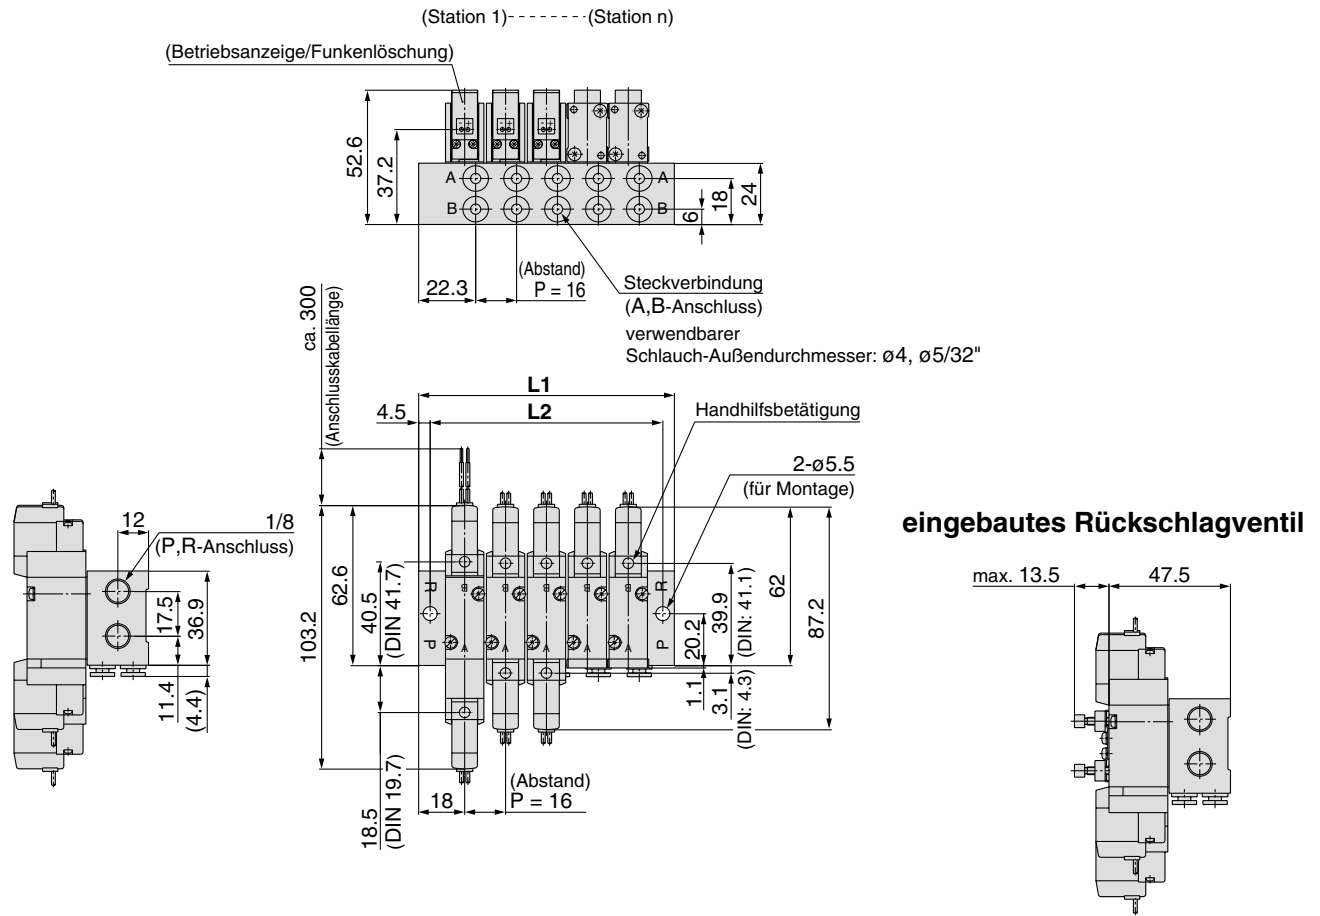 (Station 1)--------(Station n)
(Betriebsanzeige/Funkenlöschung)
52.6
37.2
A
A
B
B
6
18
24
22.3
(Abstand)
P = 16
Steckverbindung
(A,B-Anschluss)
verwendbarer
Schlauch-Außendurchmesser: ø4, ø5/32"
ca. 300
(Anschlusskabellänge)
L1
4.5
L2
Handhilfsbetätigung
2-ø5.5
(für Montage)
12
1/8
(P,R-Anschluss)
17.5
36.9
11.4
(4.4)
103.2
62.6
40.5
(DIN 41.7)
R
P
B
A
B
A
B
A
B
A
B
A
R
P
20.2
39.9
(DIN: 41.1)
62
87.2
1.1
3.1
(DIN: 4.3)
18.5
(DIN 19.7)
18
(Abstand)
P = 16
eingebautes Rückschlagventil
max. 13.5
47.5